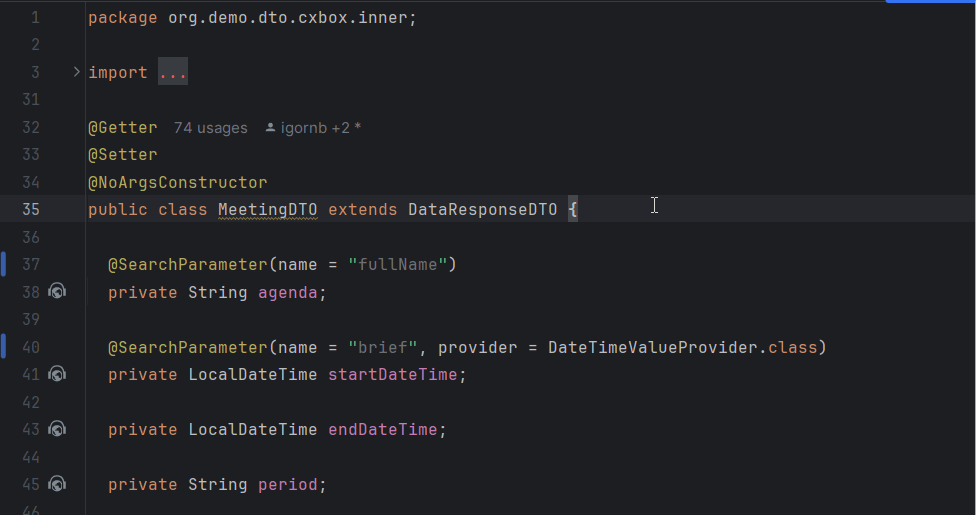 1 package org.demo.dto.cxbox.inner;
2
3 import ...
31
32 @Getter 74 usages igornb +2 *
33 @Setter
34 @NoArgsConstructor
35 public class MeetingDTO extends DataResponseDTO {
36
37 @SearchParameter(name = "fullName")
38 private String agenda;
39
40 @SearchParameter(name = "brief", provider = DateTimeValueProvider.class)
41 private LocalDateTime startDateTime;
42
43 private LocalDateTime endDateTime;
44
45 private String period;
46